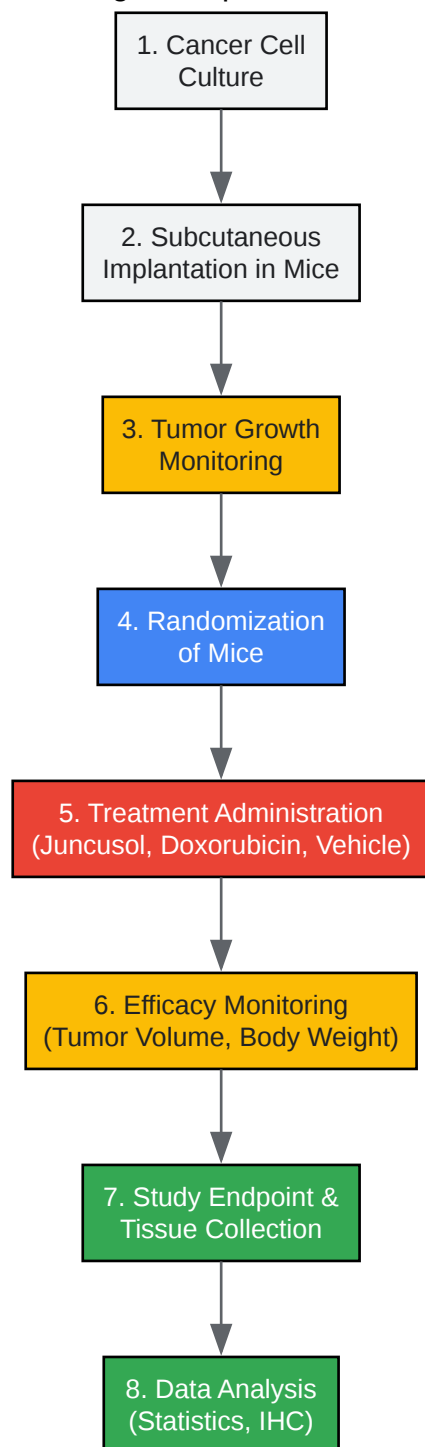 1. Cancer Cell
Culture
2. Subcutaneous
Implantation in Mice
3. Tumor Growth
Monitoring
4. Randomization
of Mice
5. Treatment Administration
(Juncusol, Doxorubicin, Vehicle)
6. Efficacy Monitoring
(Tumor Volume, Body Weight)
7. Study Endpoint &
Tissue Collection
8. Data Analysis
(Statistics, IHC)